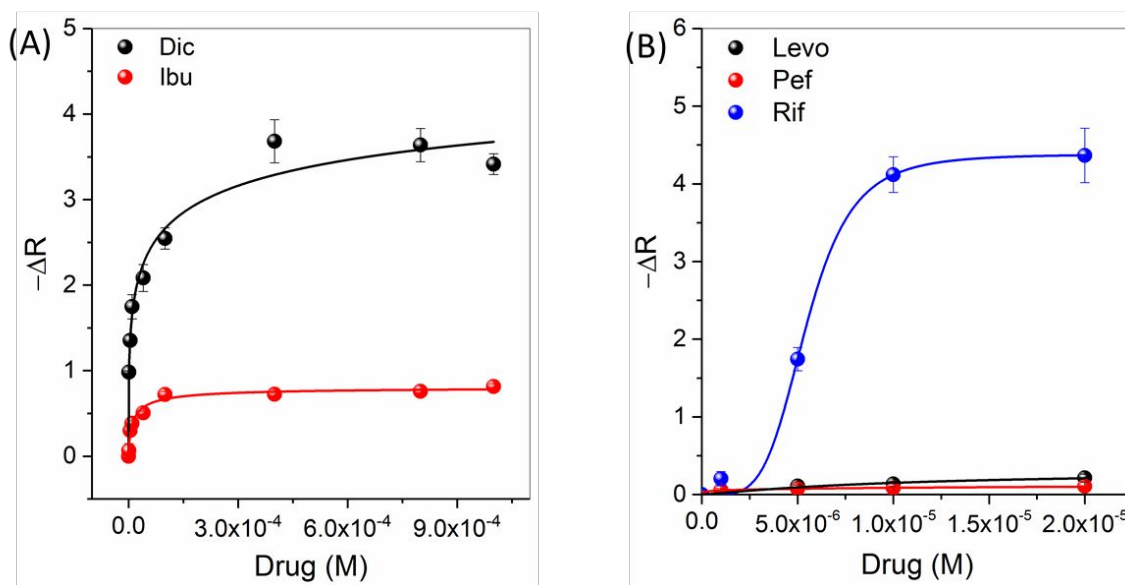 (A)
Dic
Ibu
5
4
3
2
1
0
−ΔR
0.0 3.0x10⁻⁴ 6.0x10⁻⁴ 9.0x10⁻⁴
Drug (M)
(B)
Levo
Pef
Rif
6
5
4
3
2
1
0
−ΔR
0.0 5.0x10⁻⁶ 1.0x10⁻⁵ 1.5x10⁻⁵ 2.0x10⁻⁵
Drug (M)